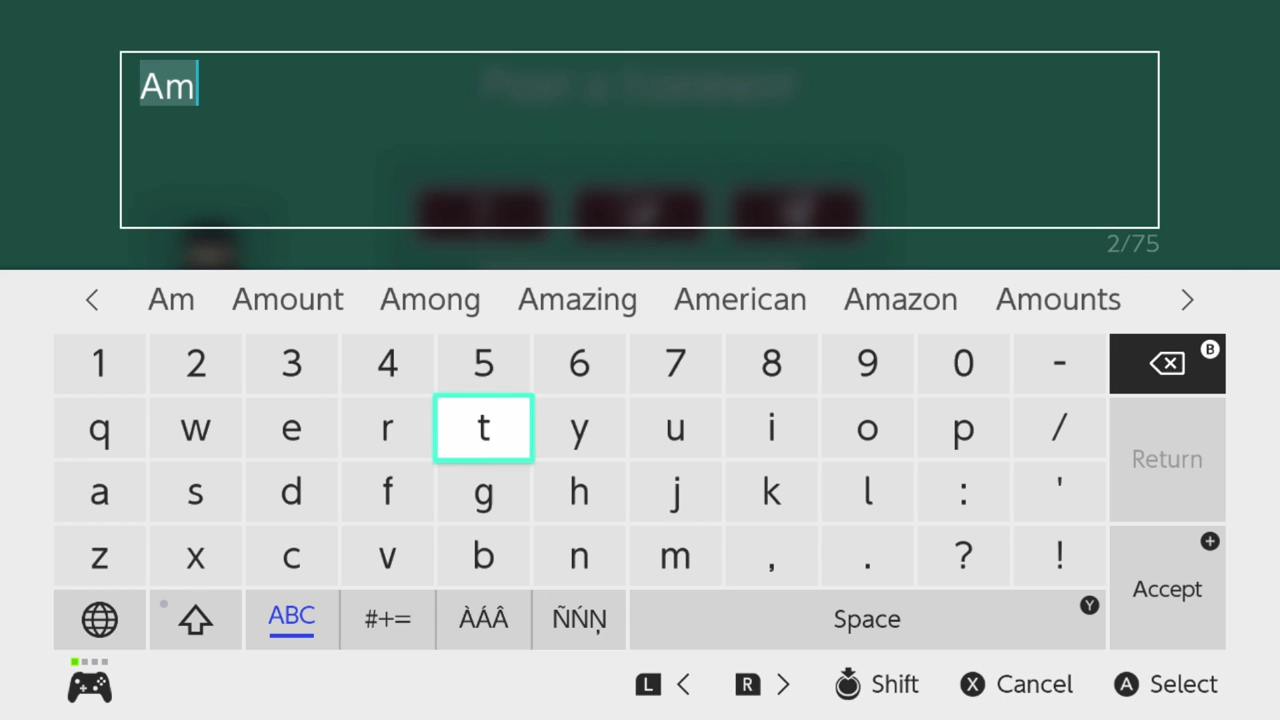 Am
2/75
Am Amount Among Amazing American Amazon Amounts
1 2 3 4 5 6 7 8 9 0 - B
q w e r t y u i o p /
Return
a s d f g h j k l : '
z x c v b n m , . ? ! +
Accept
ABC #+= ÀÁÂ ÑŃŅ Space Y
L R Shift X Cancel A Select